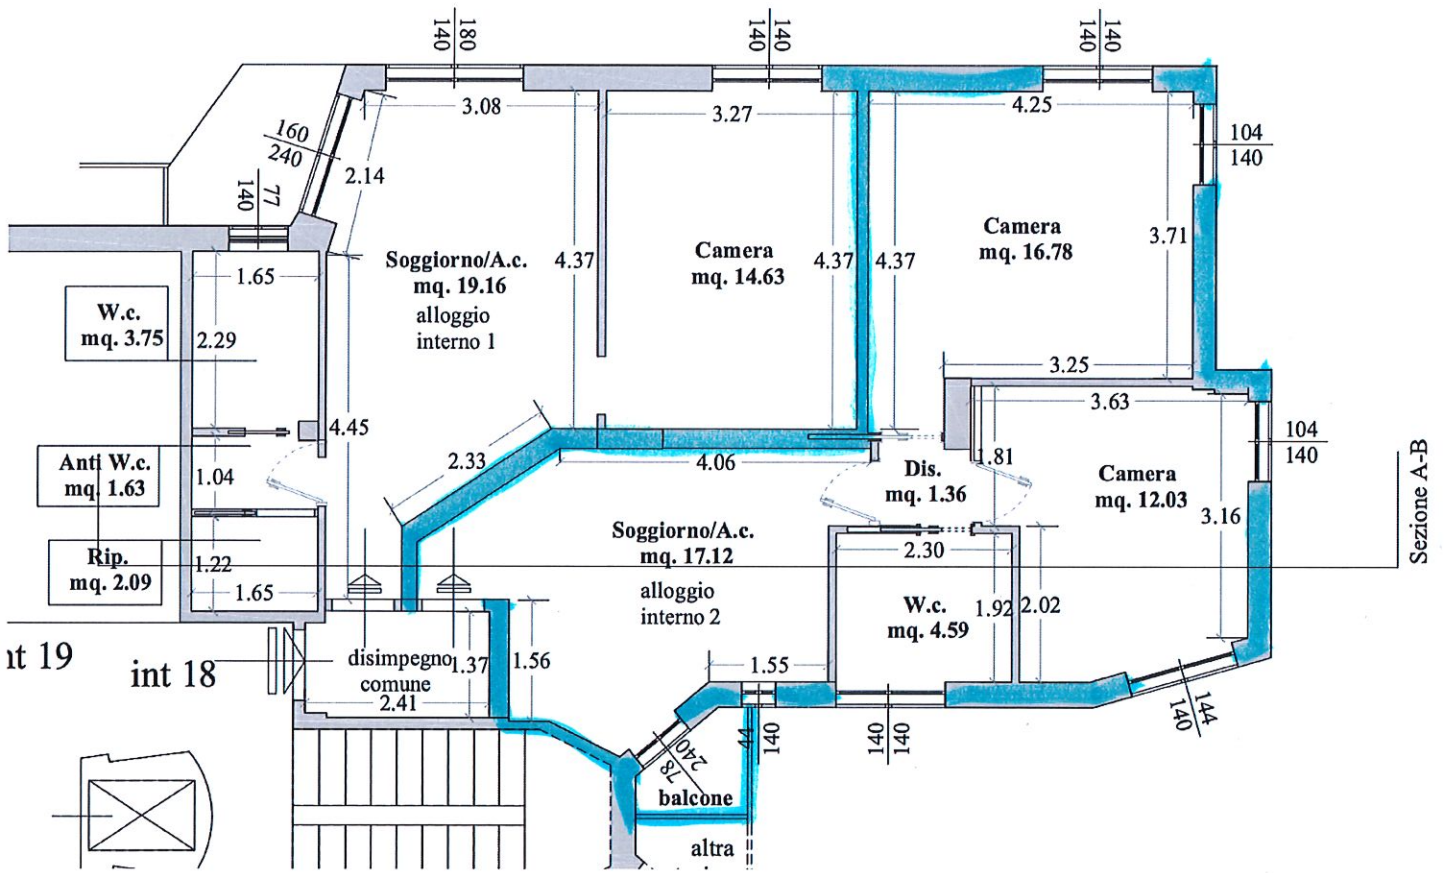 180
140
140
140
140
140
160
240
77
140
3.08
3.27
4.25
104
140
2.14
1.65
Soggiorno/A.c.
mq. 19.16
alloggio
interno 1
4.37
Camera
mq. 14.63
4.37
4.37
Camera
mq. 16.78
3.71
W.c.
mq. 3.75
2.29
3.25
3.63
4.45
2.33
4.06
Anti W.c.
mq. 1.63
1.04
Dis.
mq. 1.36
1.81
Camera
mq. 12.03
3.16
104
140
Sezione A-B
Rip.
mq. 2.09
1.22
1.65
Soggiorno/A.c.
mq. 17.12
alloggio
interno 2
2.30
W.c.
mq. 4.59
1.92
2.02
nt 19
int 18
disimpegno
comune
1.37
2.41
1.56
1.55
44
140
140
140
144
140
78
240
balcone
altra